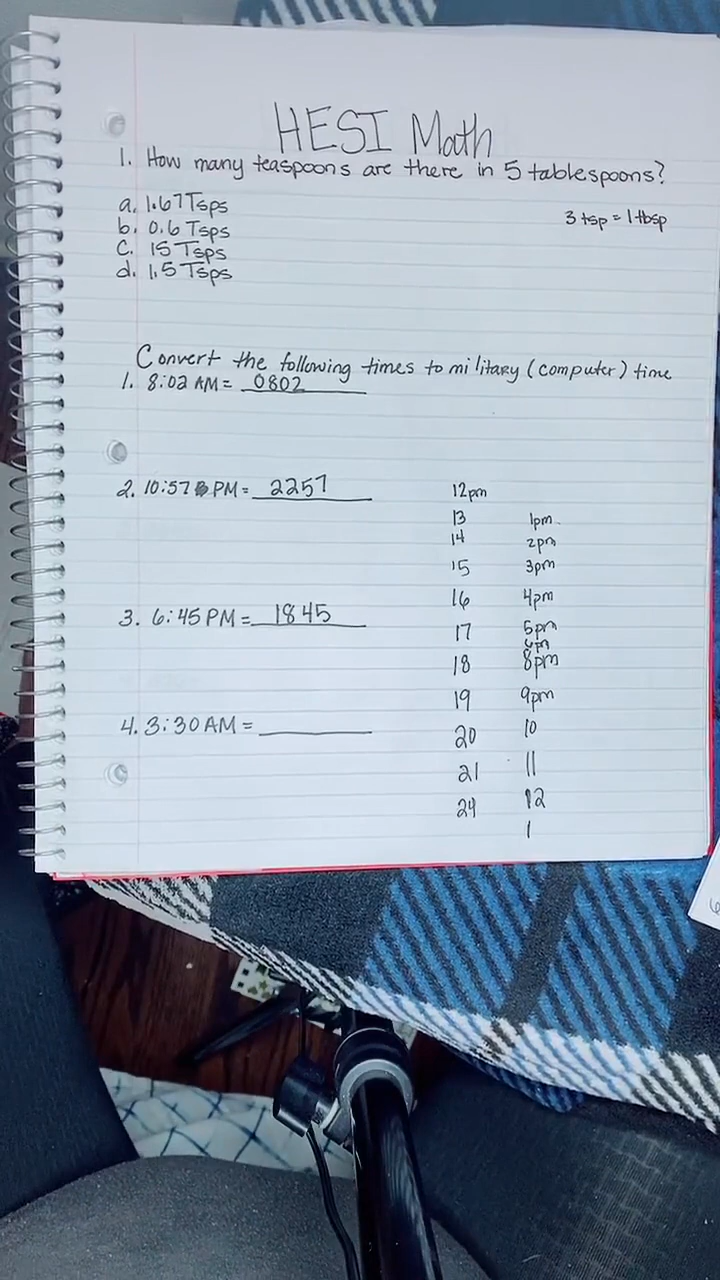 HESI Math
1. How many teaspoons are there in 5 tablespoons?
a. 1.67 Tsps
3 tsp = 1 tbsp
b. 0.6 Tsps
c. 15 Tsps
d. 1.5 Tsps
Convert the following times to military (computer) time
1. 8:02 AM = 0802
2. 10:57 PM = 2257
12pm
13 1pm
14 2pm
15 3pm
16 4pm
3. 6:45 PM = 1845
17 5pm
6pm
18 8pm
19 9pm
4. 3:30 AM =
20 10
21 11
24 12
1